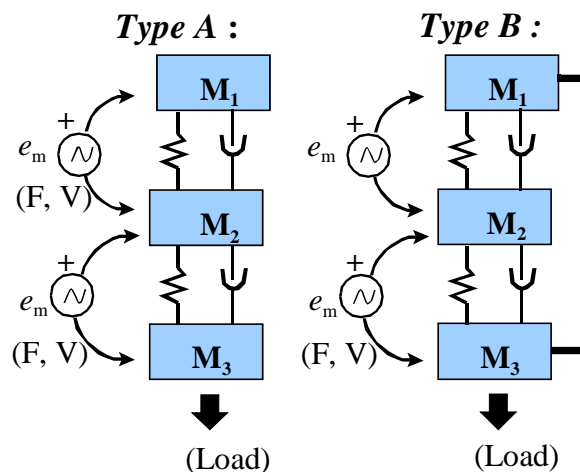 Type A :
M1
+
em
(F, V)
M2
+
em
(F, V)
M3
(Load)
Type B :
M1
+
em
M2
+
em
(F, V)
M3
(Load)